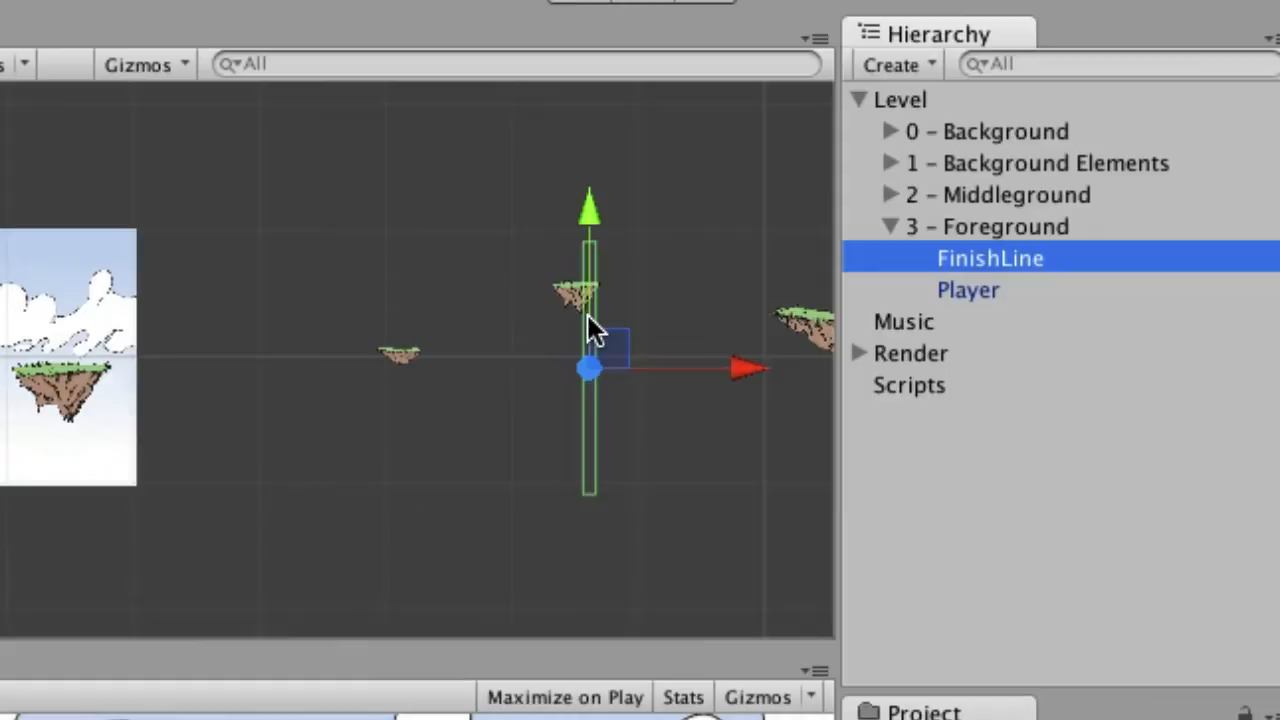 Hierarchy
s Gizmos All
Create All
Level
0 - Background
1 - Background Elements
2 - Middleground
3 - Foreground
FinishLine
Player
Music
Render
Scripts
Maximize on Play Stats Gizmos
Project